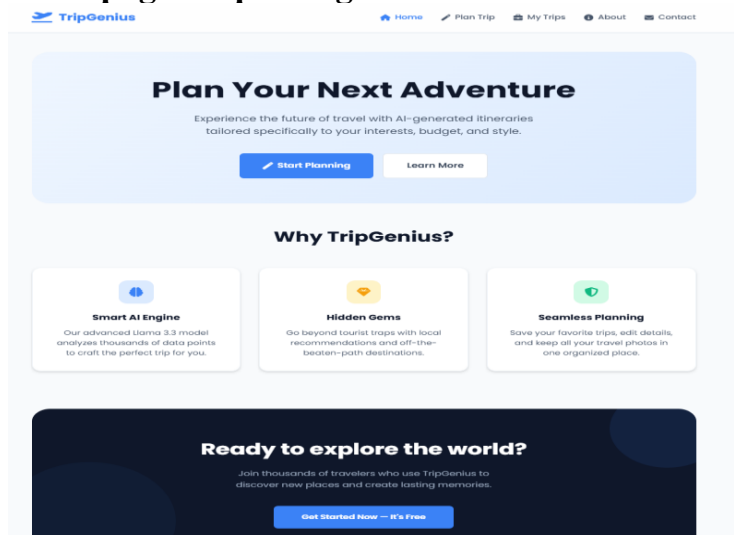 TripGenius
Home Plan Trip My Trips About Contact
Plan Your Next Adventure
Experience the future of travel with AI-generated itineraries
tailored specifically to your interests, budget, and style.
Start Planning Learn More
Why TripGenius?
Smart AI Engine
Our advanced Llama 3.3 model
analyzes thousands of data points
to craft the perfect trip for you.
Hidden Gems
Go beyond tourist traps with local
recommendations and off-the-
beaten-path destinations.
Seamless Planning
Save your favorite trips, edit details,
and keep all your travel photos in
one organized place.
Ready to explore the world?
Join thousands of travelers who use TripGenius to
discover new places and create lasting memories.
Get Started Now — It's Free